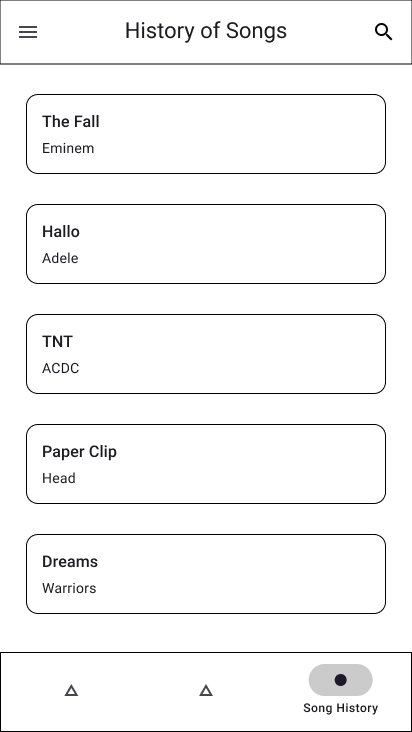 History of Songs
The Fall
Eminem
Hallo
Adele
TNT
ACDC
Paper Clip
Head
Dreams
Warriors
Song History